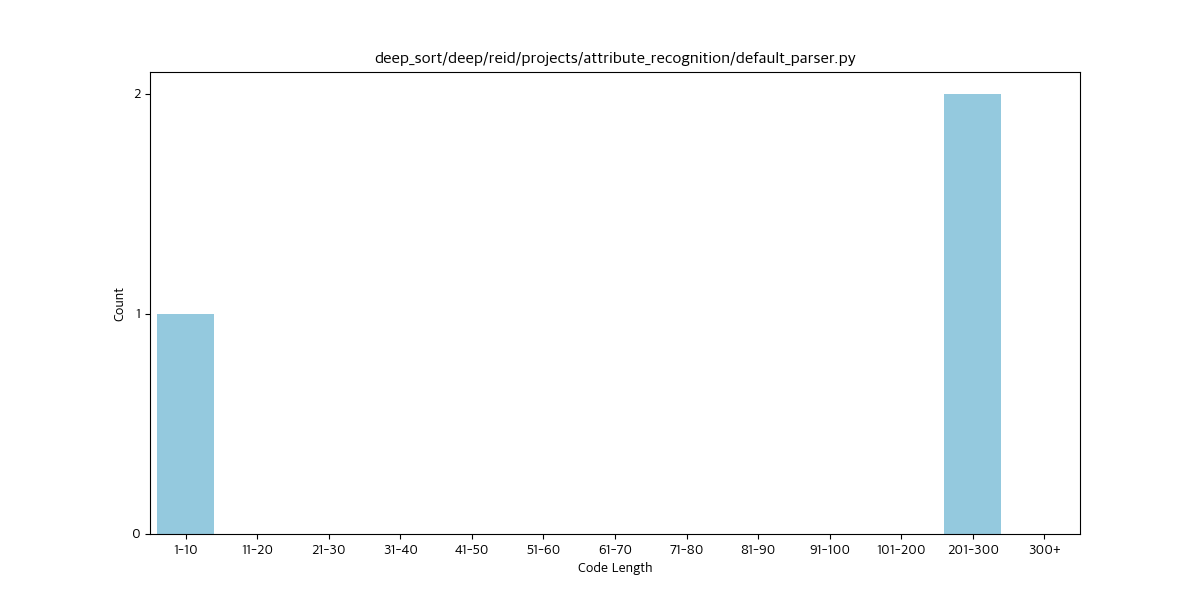 deep_sort/deep/reid/projects/attribute_recognition/default_parser.py
2
1
0
Count
1-10 11-20 21-30 31-40 41-50 51-60 61-70 71-80 81-90 91-100 101-200 201-300 300+
Code Length